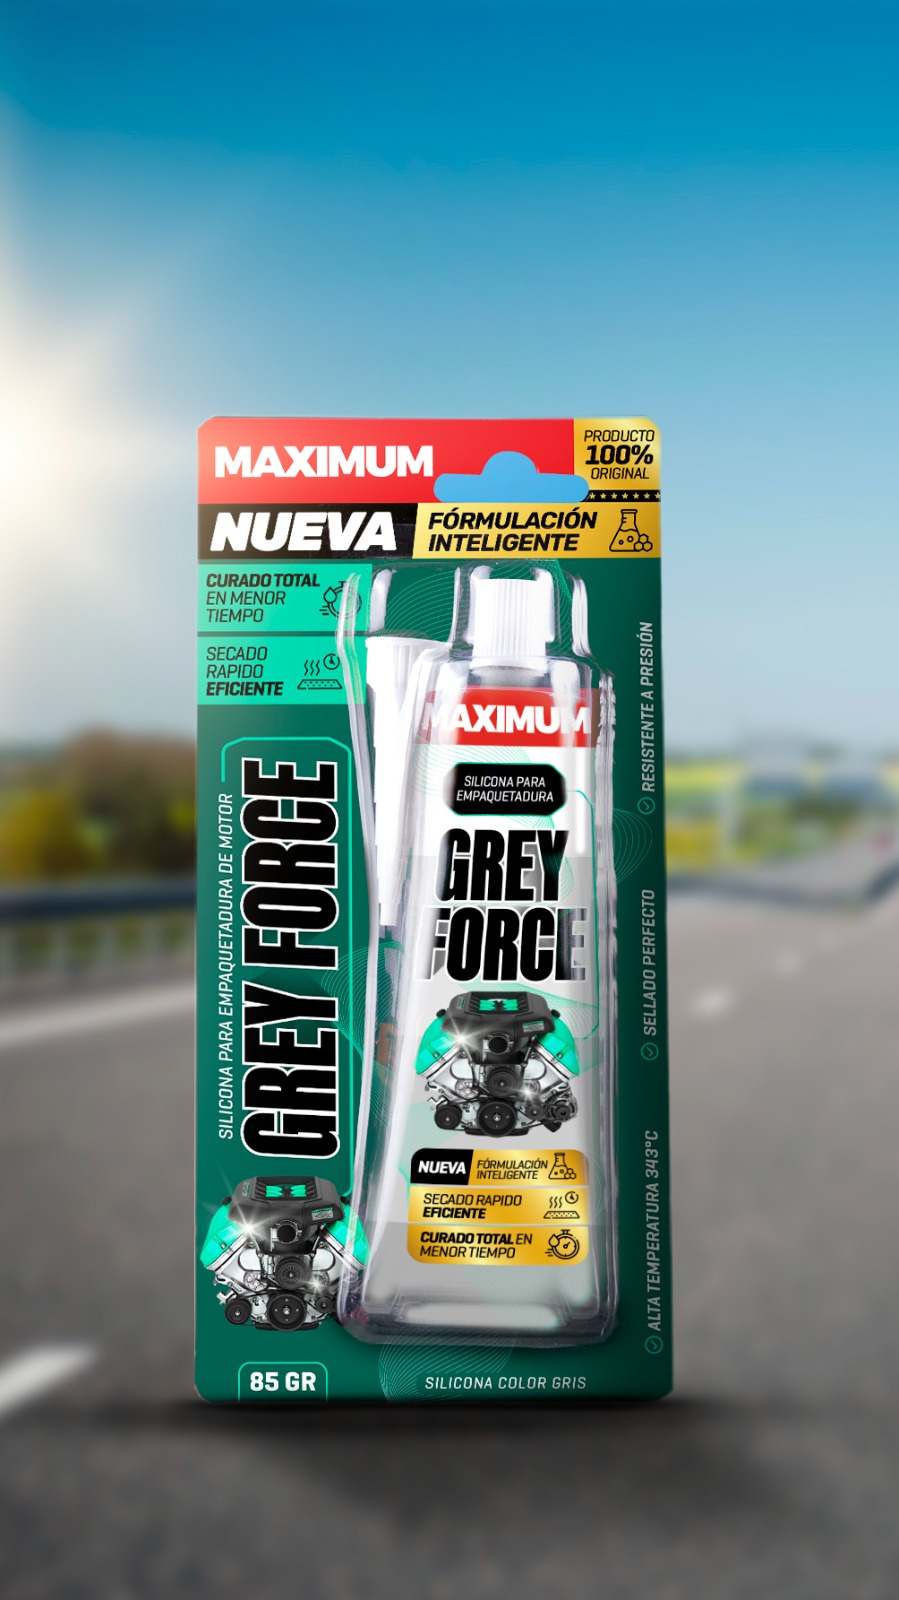 MAXIMUM
PRODUCTO
100%
ORIGINAL
NUEVA
FÓRMULACIÓN
INTELIGENTE
CURADO TOTAL
EN MENOR
TIEMPO
SECADO
RAPIDO
EFICIENTE
SILICONA PARA EMPAQUETADURA DE MOTOR
GREY FORCE
85 GR
MAXIMUM
SILICONA PARA
EMPAQUETADURA
GREY
FORCE
NUEVA
FÓRMULACIÓN
INTELIGENTE
SECADO RAPIDO
EFICIENTE
CURADO TOTAL EN
MENOR TIEMPO
RESISTENTE A PRESIÓN
SELLADO PERFECTO
ALTA TEMPERATURA 343ºC
SILICONA COLOR GRIS